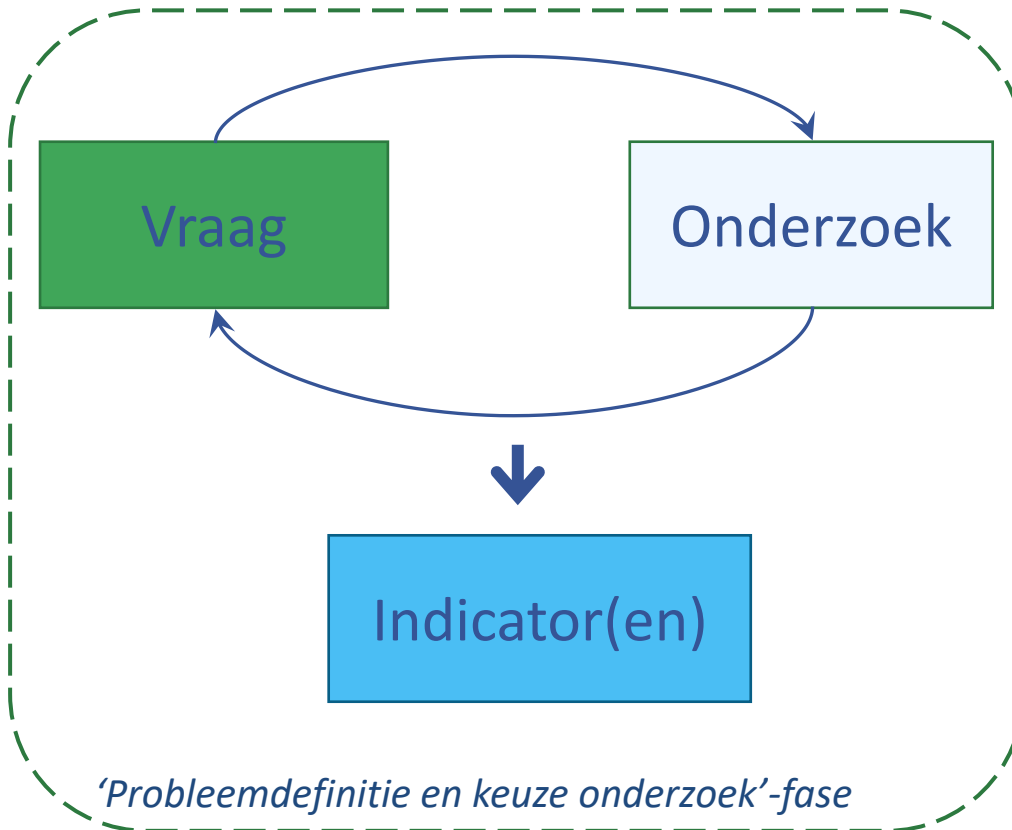 Vraag
Onderzoek
Indicator(en)
‘Probleemdefinitie en keuze onderzoek’-fase